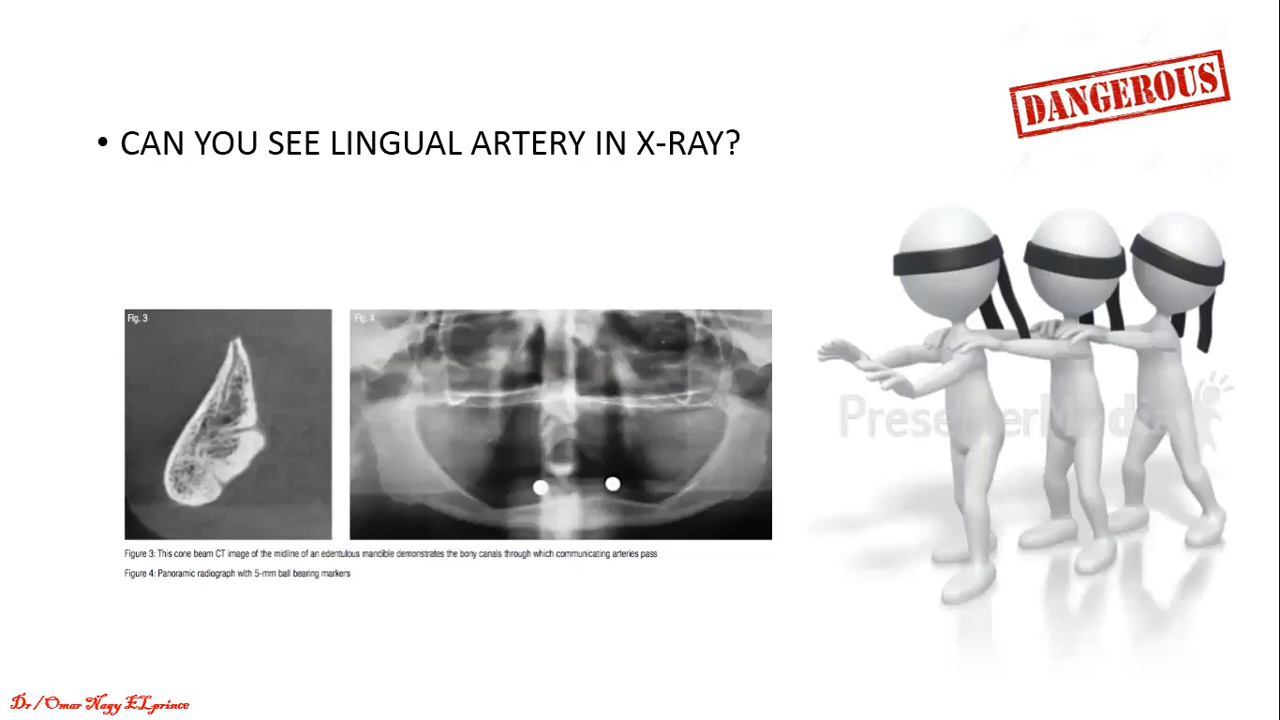 DANGEROUS
• CAN YOU SEE LINGUAL ARTERY IN X-RAY?
Fig. 3
Fig. 4
Figure 3: This cone beam CT image of the midline of an edentulous mandible demonstrates the bony canals through which communicating arteries pass
Figure 4: Panoramic radiograph with 5-mm ball bearing markers
Dr/Omar Nagy ELprince